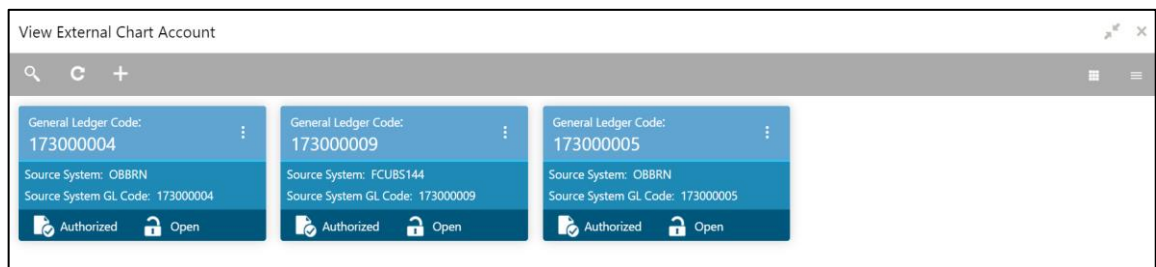 View External Chart Account
General Ledger Code:
173000004
Source System: OBBRN
Source System GL Code: 173000004
Authorized Open
General Ledger Code:
173000009
Source System: FCUBS144
Source System GL Code: 173000009
Authorized Open
General Ledger Code:
173000005
Source System: OBBRN
Source System GL Code: 173000005
Authorized Open